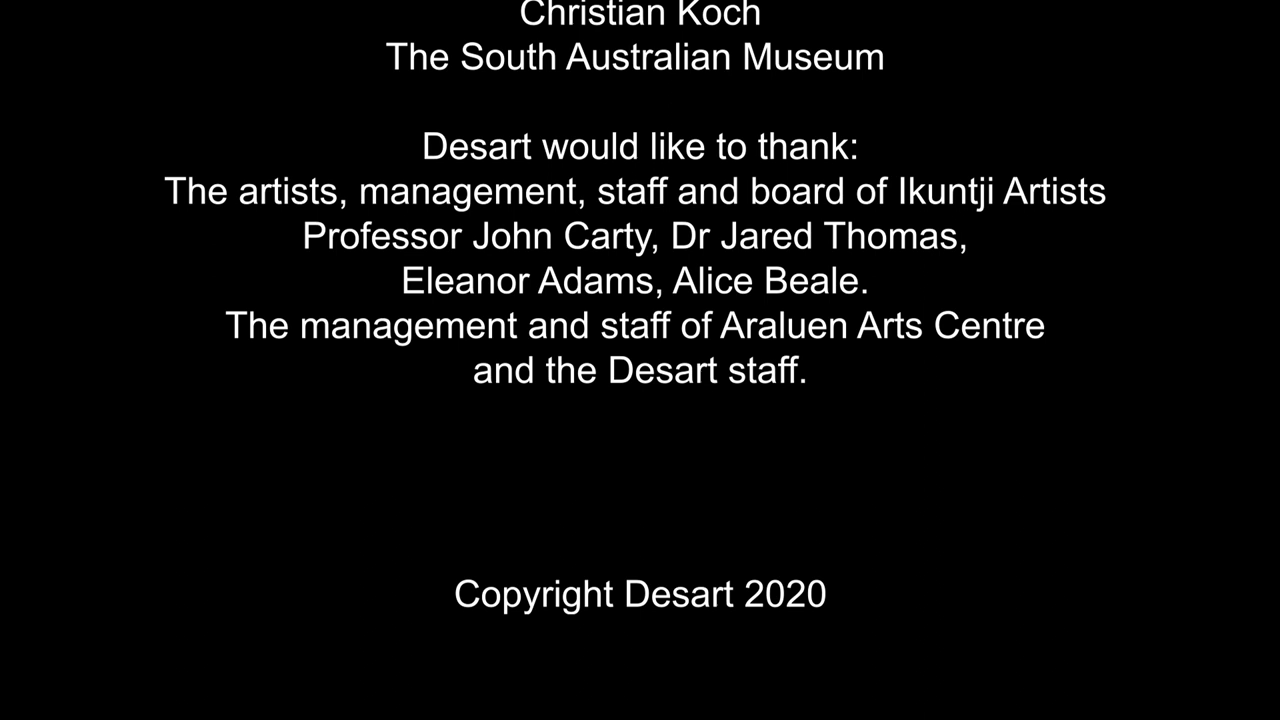 Christian Koch
The South Australian Museum
Desart would like to thank:
The artists, management, staff and board of Ikuntji Artists
Professor John Carty, Dr Jared Thomas,
Eleanor Adams, Alice Beale.
The management and staff of Araluen Arts Centre
and the Desart staff.
Copyright Desart 2020